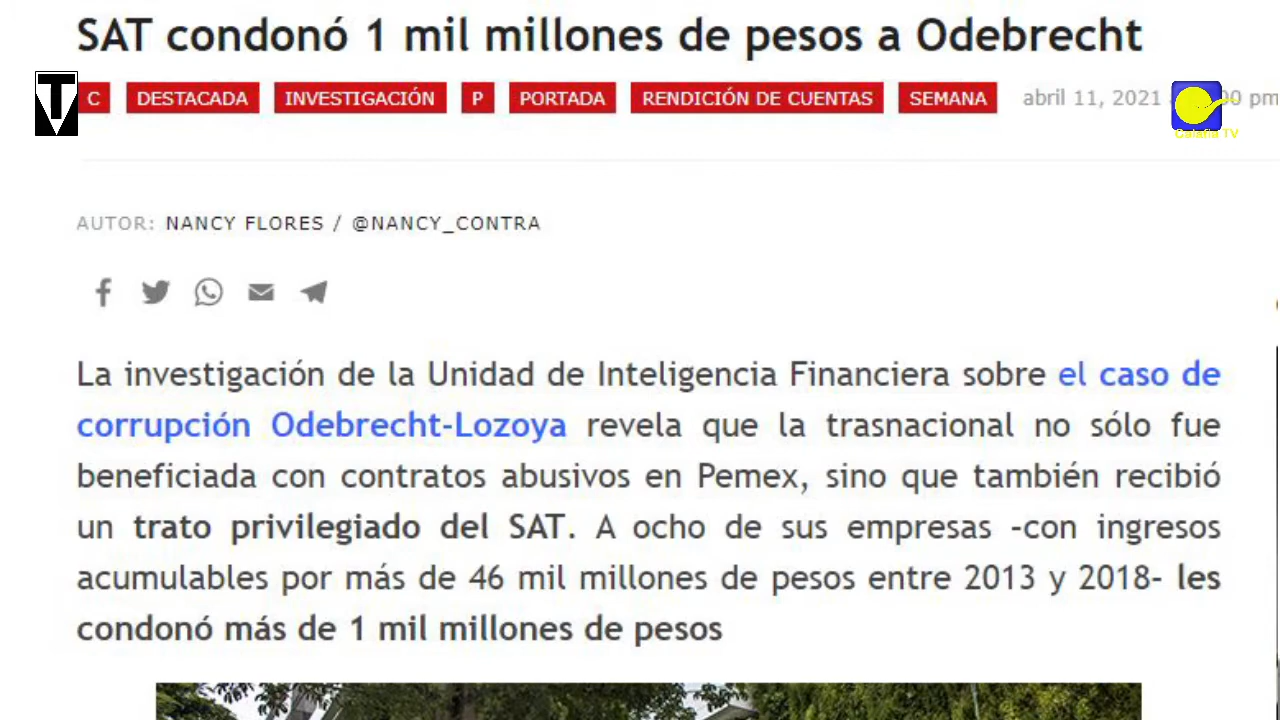 SAT condonó 1 mil millones de pesos a Odebrecht
T
C DESTACADA INVESTIGACIÓN P PORTADA RENDICIÓN DE CUENTAS SEMANA abril 11, 2021 00 pm
Calafia TV
AUTOR: NANCY FLORES / @NANCY_CONTRA
La investigación de la Unidad de Inteligencia Financiera sobre el caso de
corrupción Odebrecht-Lozoya revela que la trasnacional no sólo fue
beneficiada con contratos abusivos en Pemex, sino que también recibió
un trato privilegiado del SAT. A ocho de sus empresas -con ingresos
acumulables por más de 46 mil millones de pesos entre 2013 y 2018- les
condonó más de 1 mil millones de pesos